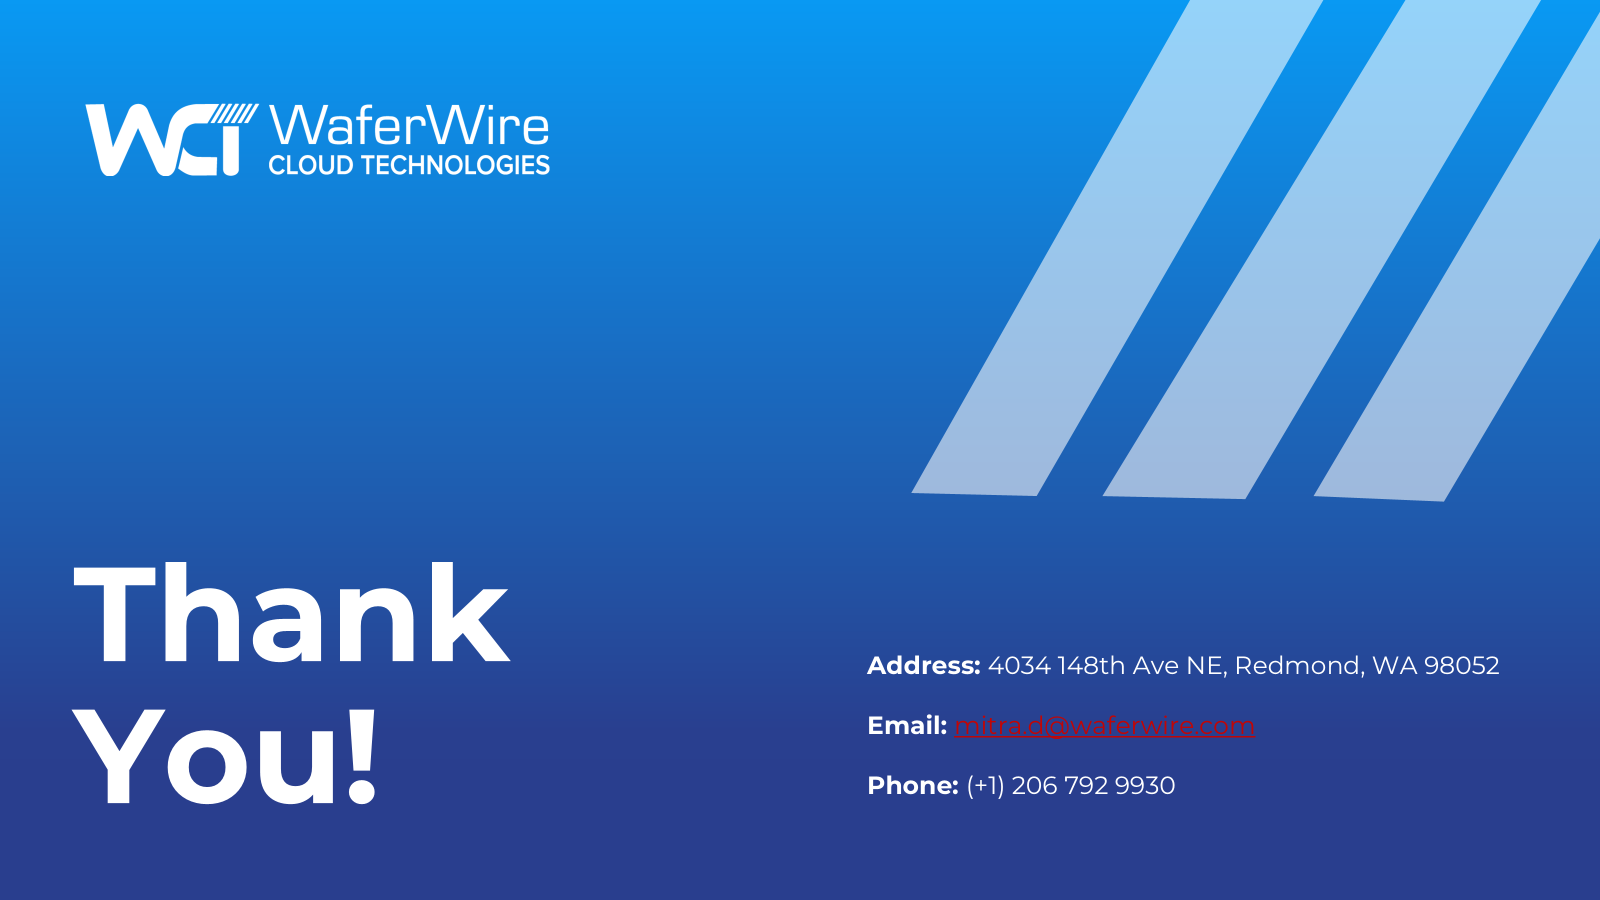 WCT WaferWire
CLOUD TECHNOLOGIES
Thank
You!
Address: 4034 148th Ave NE, Redmond, WA 98052
Email: mitra.d@waferwire.com
Phone: (+1) 206 792 9930